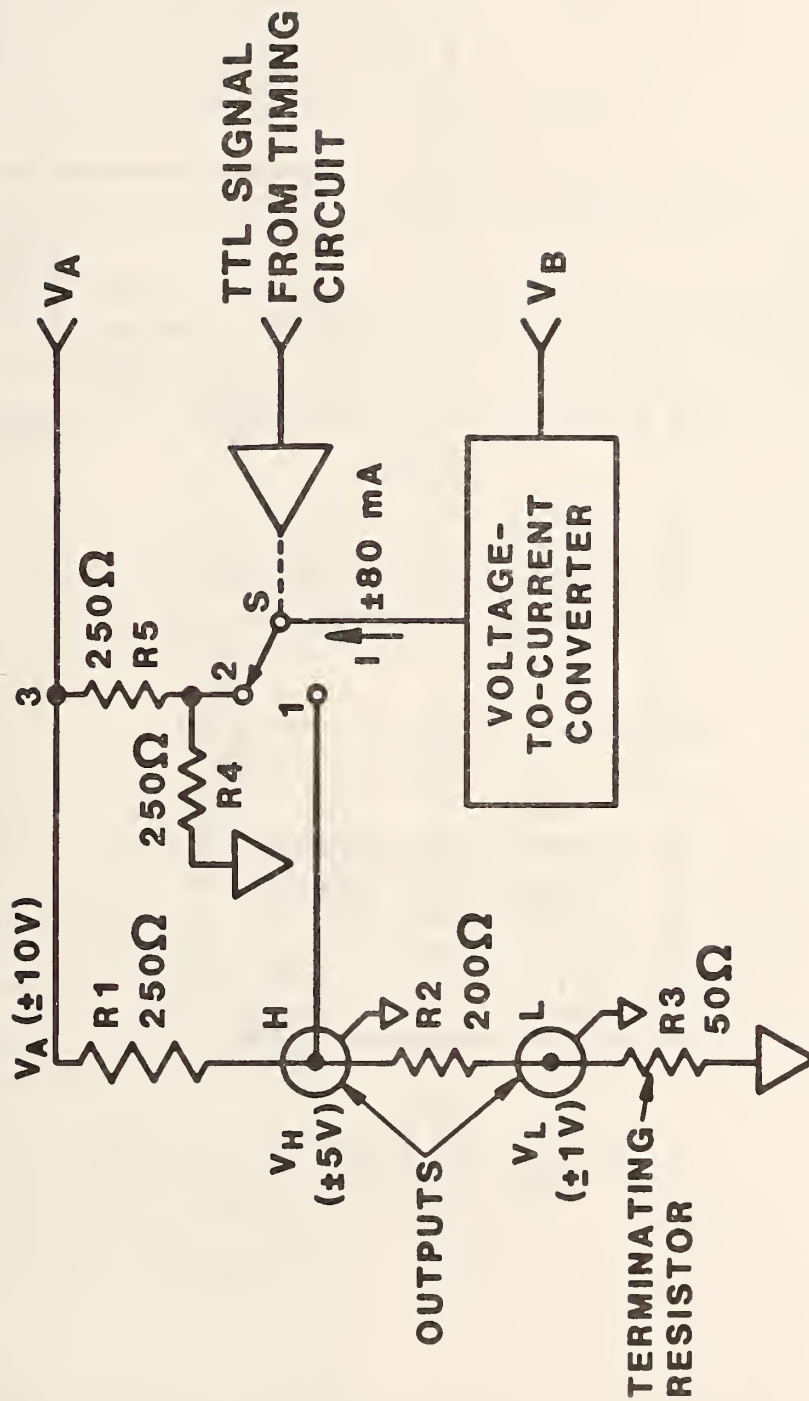 VA (±10V)
3
VA
R1
250Ω
250Ω
R5
250Ω
R4
2
S
TTL SIGNAL
FROM TIMING
CIRCUIT
1
I
±80 mA
VH
(±5V)
H
OUTPUTS
R2
200Ω
VL
(±1V)
L
VOLTAGE-
TO-CURRENT
CONVERTER
VB
TERMINATING
RESISTOR
R3
50Ω